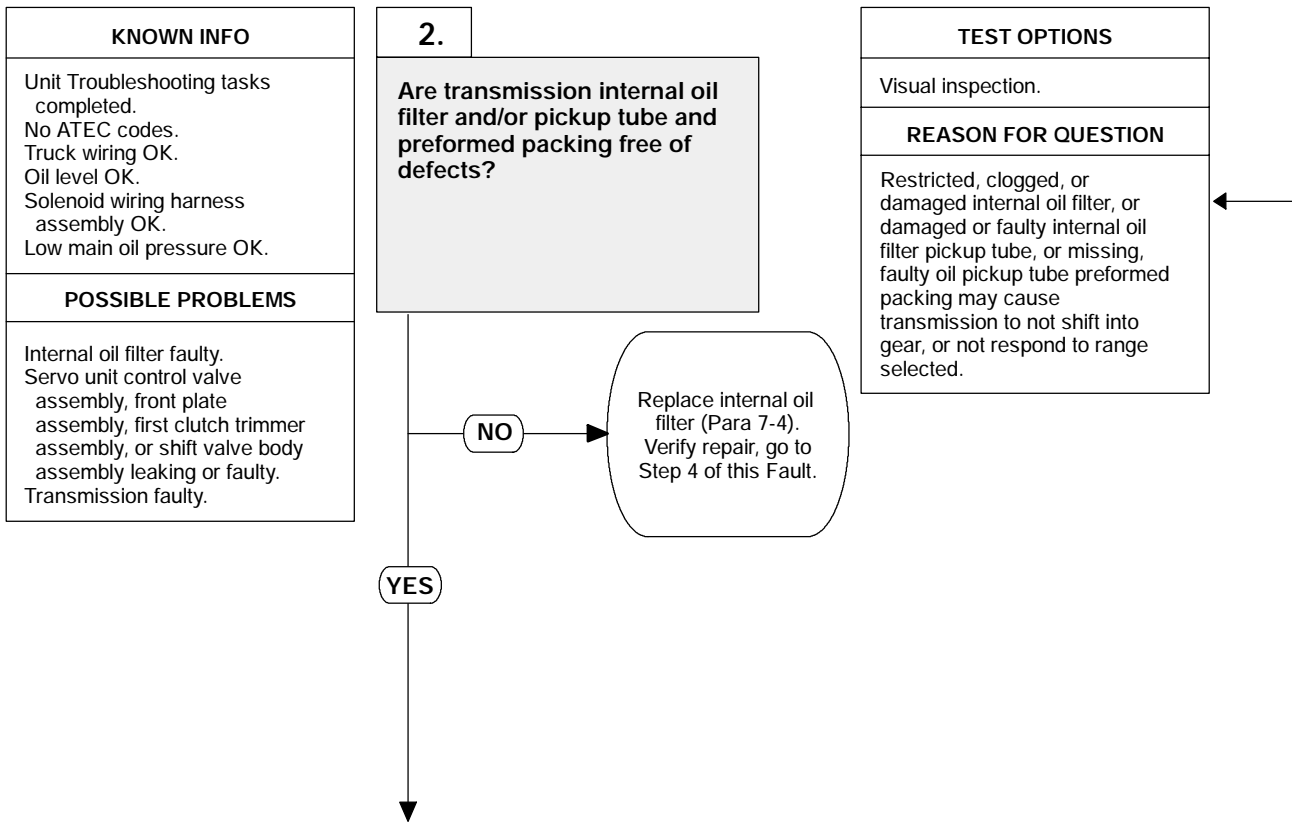 KNOWN INFO
Unit Troubleshooting tasks
completed.
No ATEC codes.
Truck wiring OK.
Oil level OK.
Solenoid wiring harness
assembly OK.
Low main oil pressure OK.
POSSIBLE PROBLEMS
Internal oil filter faulty.
Servo unit control valve
assembly, front plate
assembly, first clutch trimmer
assembly, or shift valve body
assembly leaking or faulty.
Transmission faulty.
2.
Are transmission internal oil
filter and/or pickup tube and
preformed packing free of
defects?
TEST OPTIONS
Visual inspection.
REASON FOR QUESTION
Restricted, clogged, or
damaged internal oil filter, or
damaged or faulty internal oil
filter pickup tube, or missing,
faulty oil pickup tube preformed
packing may cause
transmission to not shift into
gear, or not respond to range
selected.
NO
Replace internal oil
filter (Para 7-4).
Verify repair, go to
Step 4 of this Fault.
YES